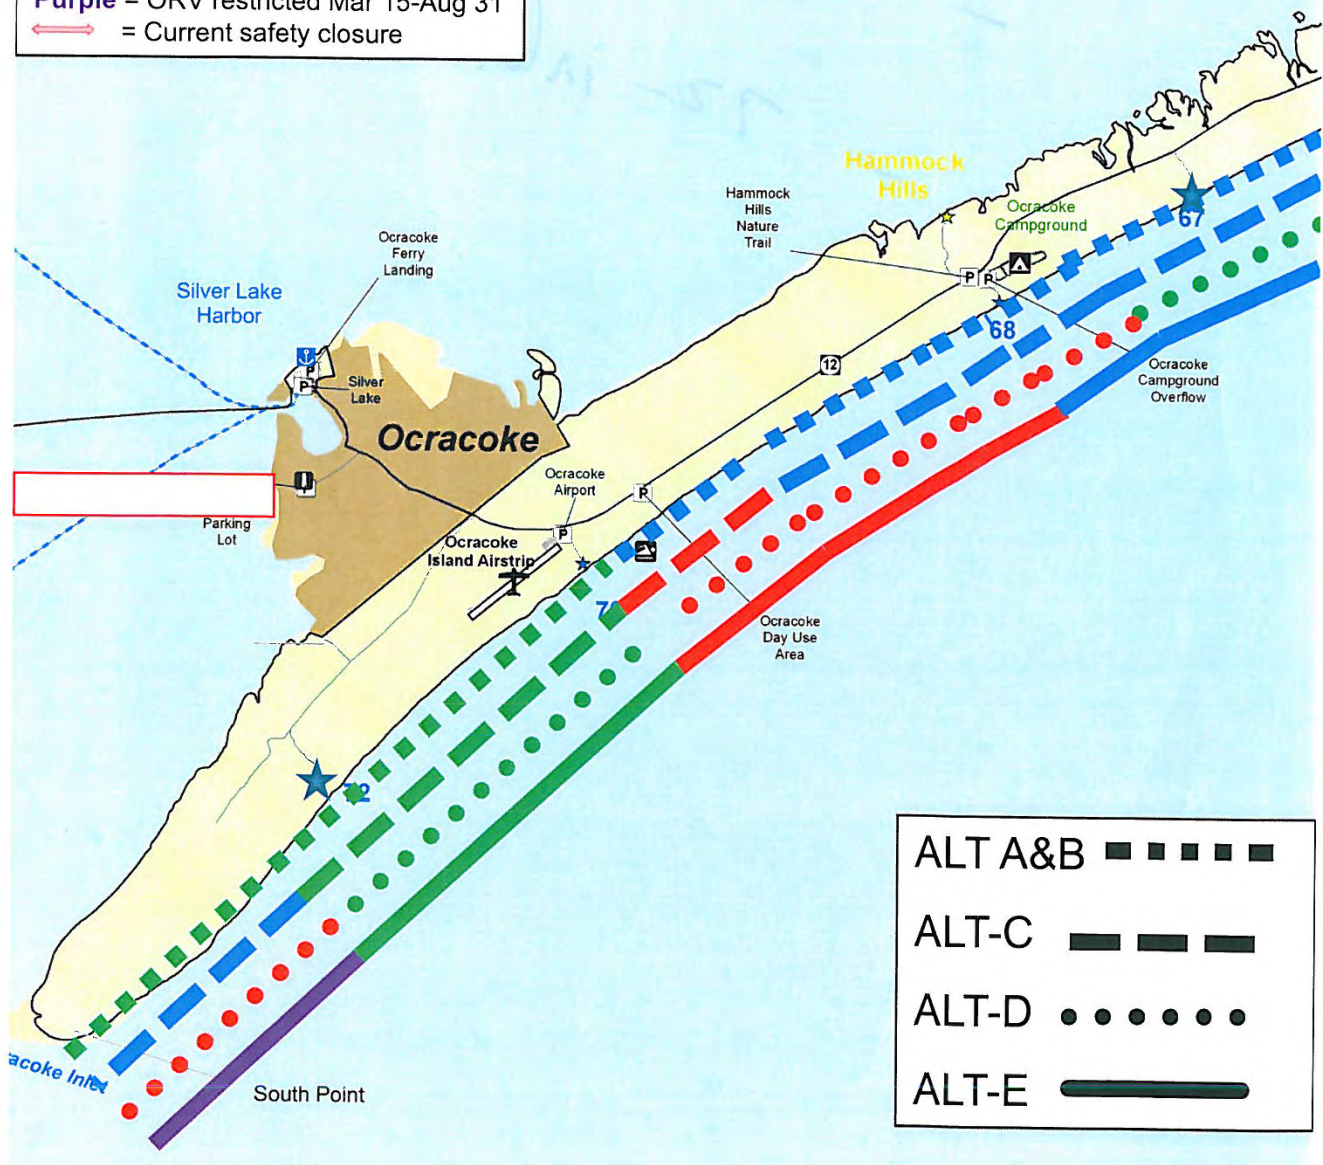 Purple = ORV restricted Mar 15-Aug 31
= Current safety closure
Hammock
Hills
Hammock
Hills
Nature
Trail
Ocracoke
Campground
67
Ocracoke
Ferry
Landing
Silver Lake
Harbor
P
P
68
12
Ocracoke
Campground
Overflow
P
P
Silver
Lake
Ocracoke
Ocracoke
Airport
P
Parking
Lot
P
Ocracoke
Island Airstrip
Ocracoke
Day Use
Area
72
ALT A&B
ALT-C
ALT-D
ALT-E
South Point